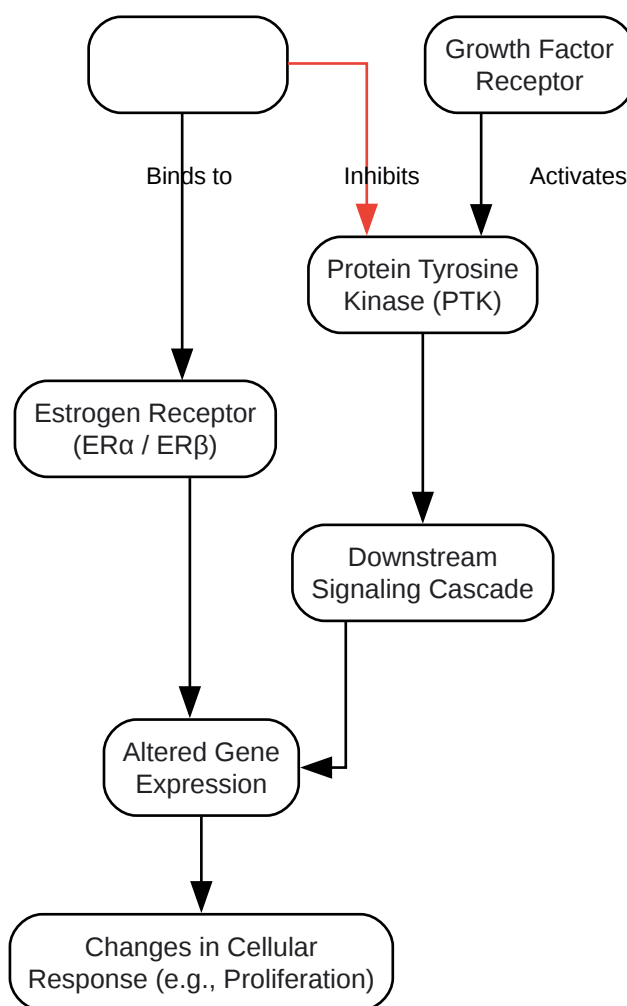 Growth Factor
Receptor
Binds to
Inhibits
Activates
Protein Tyrosine
Kinase (PTK)
Estrogen Receptor
(ERα / ERβ)
Downstream
Signaling Cascade
Altered Gene
Expression
Changes in Cellular
Response (e.g., Proliferation)